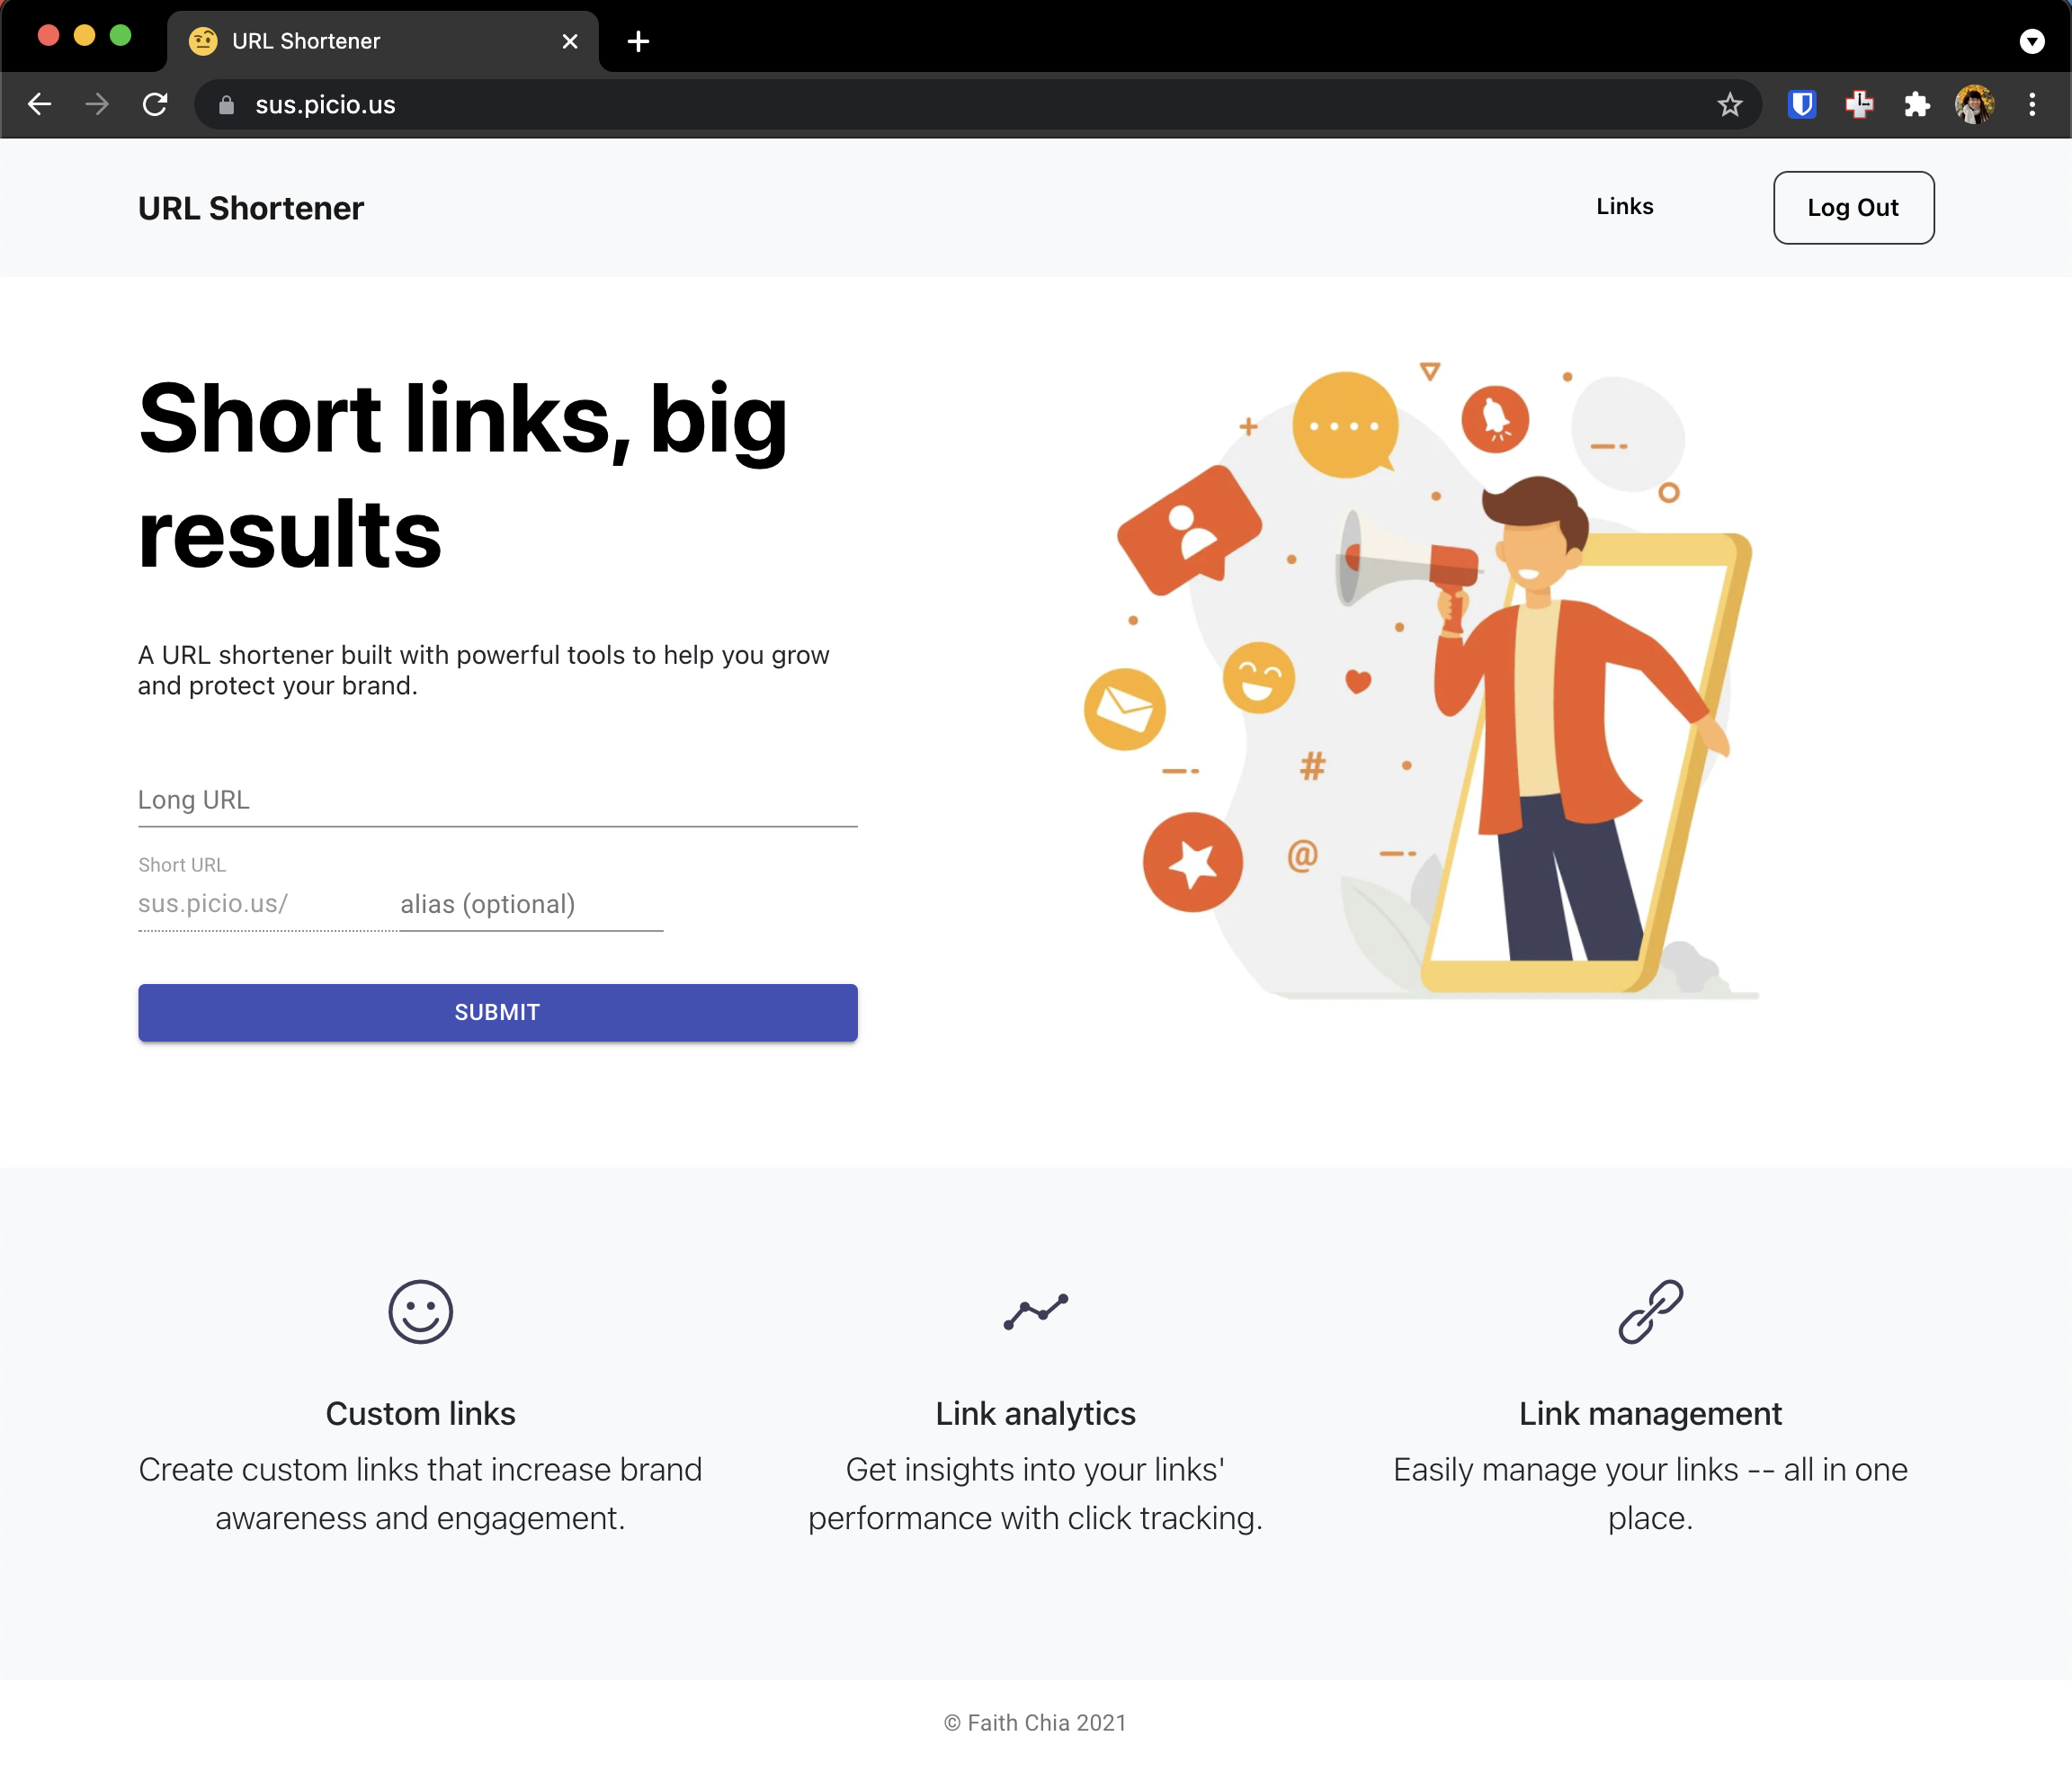 URL Shortener
sus.picio.us
URL Shortener
Links
Log Out
Short links, big
results
A URL shortener built with powerful tools to help you grow
and protect your brand.
Long URL
Short URL
sus.picio.us/
alias (optional)
SUBMIT
#
@
Custom links
Create custom links that increase brand
awareness and engagement.
Link analytics
Get insights into your links'
performance with click tracking.
Link management
Easily manage your links -- all in one
place.
© Faith Chia 2021